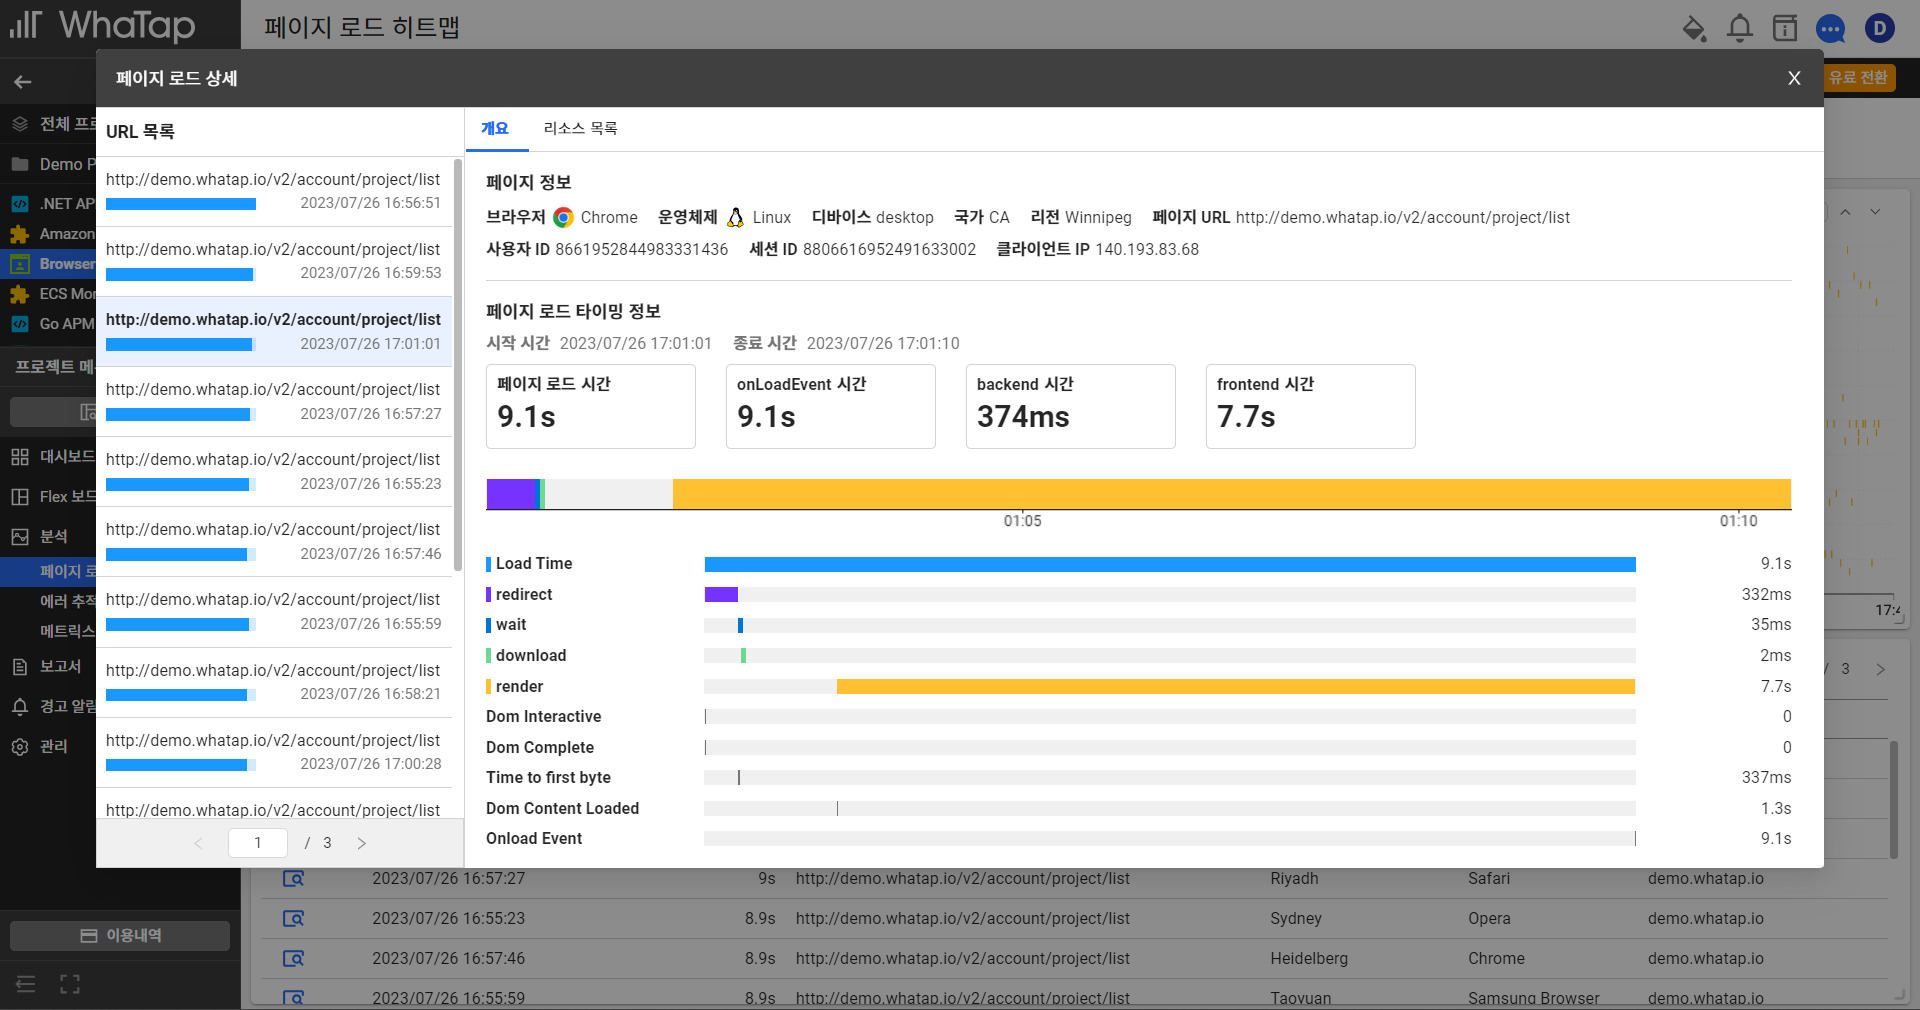 WhaTap
페이지 로드 히트맵
D
유료 전환
페이지 로드 상세
X
전체 프로
Demo P
.NET AP
Amazon
Browser
ECS Mor
Go APM
프로젝트 메
대시보드
Flex 보드
분석
페이지 로
에러 추적
메트릭스
보고서
경고 알림
관리
이용내역
URL 목록
http://demo.whatap.io/v2/account/project/list
2023/07/26 16:56:51
http://demo.whatap.io/v2/account/project/list
2023/07/26 16:59:53
http://demo.whatap.io/v2/account/project/list
2023/07/26 17:01:01
http://demo.whatap.io/v2/account/project/list
2023/07/26 16:57:27
http://demo.whatap.io/v2/account/project/list
2023/07/26 16:55:23
http://demo.whatap.io/v2/account/project/list
2023/07/26 16:57:46
http://demo.whatap.io/v2/account/project/list
2023/07/26 16:55:59
http://demo.whatap.io/v2/account/project/list
2023/07/26 16:58:21
http://demo.whatap.io/v2/account/project/list
2023/07/26 17:00:28
http://demo.whatap.io/v2/account/project/list
1 / 3
개요 리소스 목록
페이지 정보
브라우저 Chrome 운영체제 Linux 디바이스 desktop 국가 CA 리전 Winnipeg 페이지 URL http://demo.whatap.io/v2/account/project/list
사용자 ID 8661952844983331436 세션 ID 8806616952491633002 클라이언트 IP 140.193.83.68
페이지 로드 타이밍 정보
시작 시간 2023/07/26 17:01:01 종료 시간 2023/07/26 17:01:10
페이지 로드 시간
9.1s
onLoadEvent 시간
9.1s
backend 시간
374ms
frontend 시간
7.7s
01:05 01:10
Load Time 9.1s
redirect 332ms
wait 35ms
download 2ms
render 7.7s
Dom Interactive 0
Dom Complete 0
Time to first byte 337ms
Dom Content Loaded 1.3s
Onload Event 9.1s
/ 3
2023/07/26 16:57:27 9s http://demo.whatap.io/v2/account/project/list Riyadh Safari demo.whatap.io
2023/07/26 16:55:23 8.9s http://demo.whatap.io/v2/account/project/list Sydney Opera demo.whatap.io
2023/07/26 16:57:46 8.9s http://demo.whatap.io/v2/account/project/list Heidelberg Chrome demo.whatap.io
2023/07/26 16:55:59 8.9s http://demo.whatap.io/v2/account/project/list Taoyuan Samsung Browser demo.whatap.io